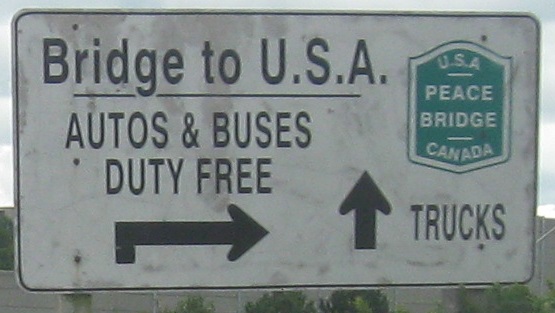 Bridge to U.S.A.
AUTOS & BUSES
DUTY FREE
TRUCKS
U.S.A
PEACE
BRIDGE
CANADA